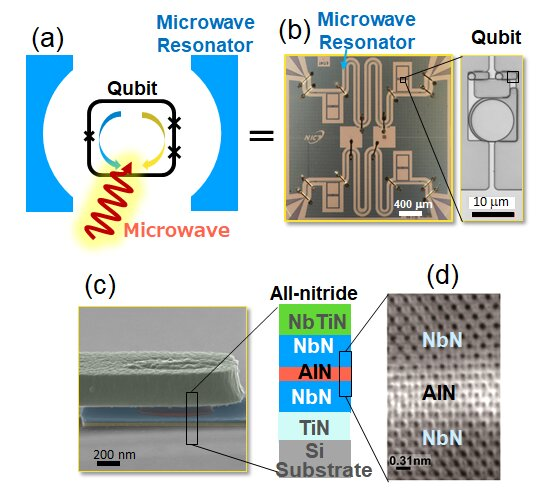 (a)
Microwave
Resonator
Qubit
Microwave
=
(b)
Microwave
Resonator
Qubit
NICT
400 μm
10 μm
(c)
All-nitride
NbTiN
NbN
AlN
NbN
TiN
Si
Substrate
200 nm
(d)
NbN
AlN
NbN
0.31nm